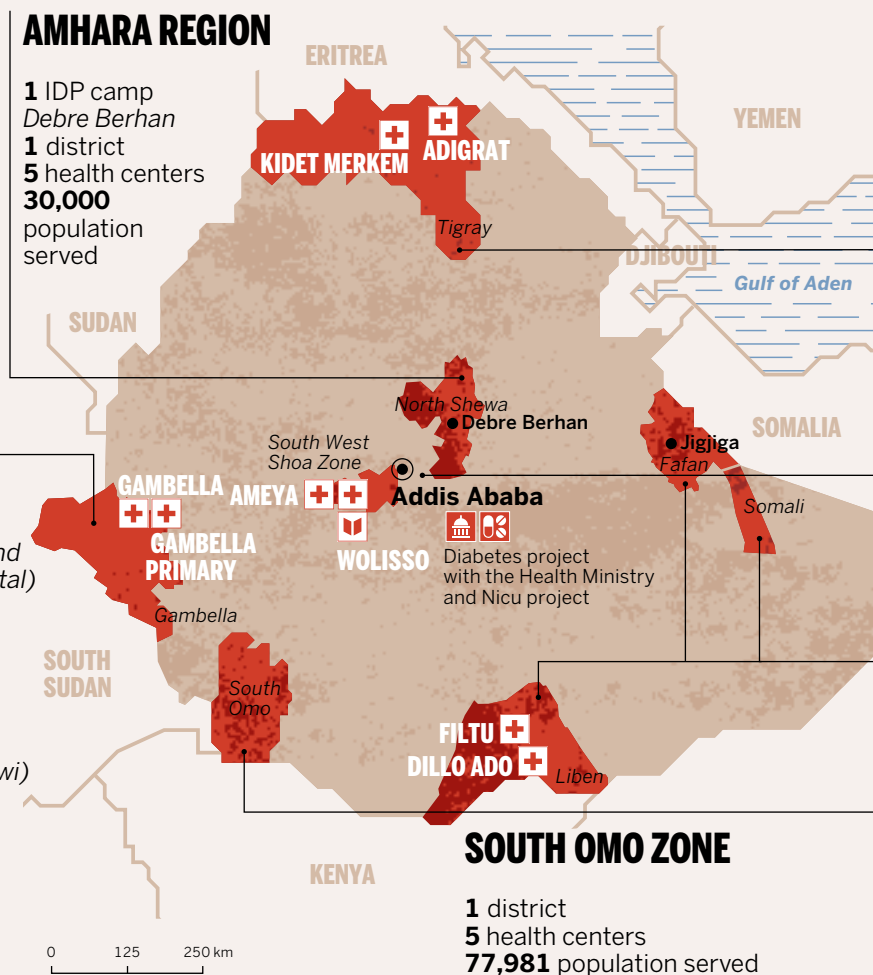 AMHARA REGION
1 IDP camp
Debre Berhan
1 district
5 health centers
30,000
population
served
ERITREA
YEMEN
KIDET MERKEM
ADIGRAT
Tigray
DJIBOUTI
Gulf of Aden
SUDAN
North Shewa
Debre Berhan
SOMALIA
Jigjiga
Fafan
South West
Shoa Zone
Addis Ababa
Somali
GAMBELLA
AMEYA
GAMBELLA
PRIMARY
WOLISSO
Diabetes project
with the Health Ministry
and Nicu project
nd
tal)
Gambella
SOUTH
SUDAN
South
Omo
FILTU
DILLO ADO
Liben
wi)
SOUTH OMO ZONE
KENYA
1 district
5 health centers
77,981 population served
0 125 250 km